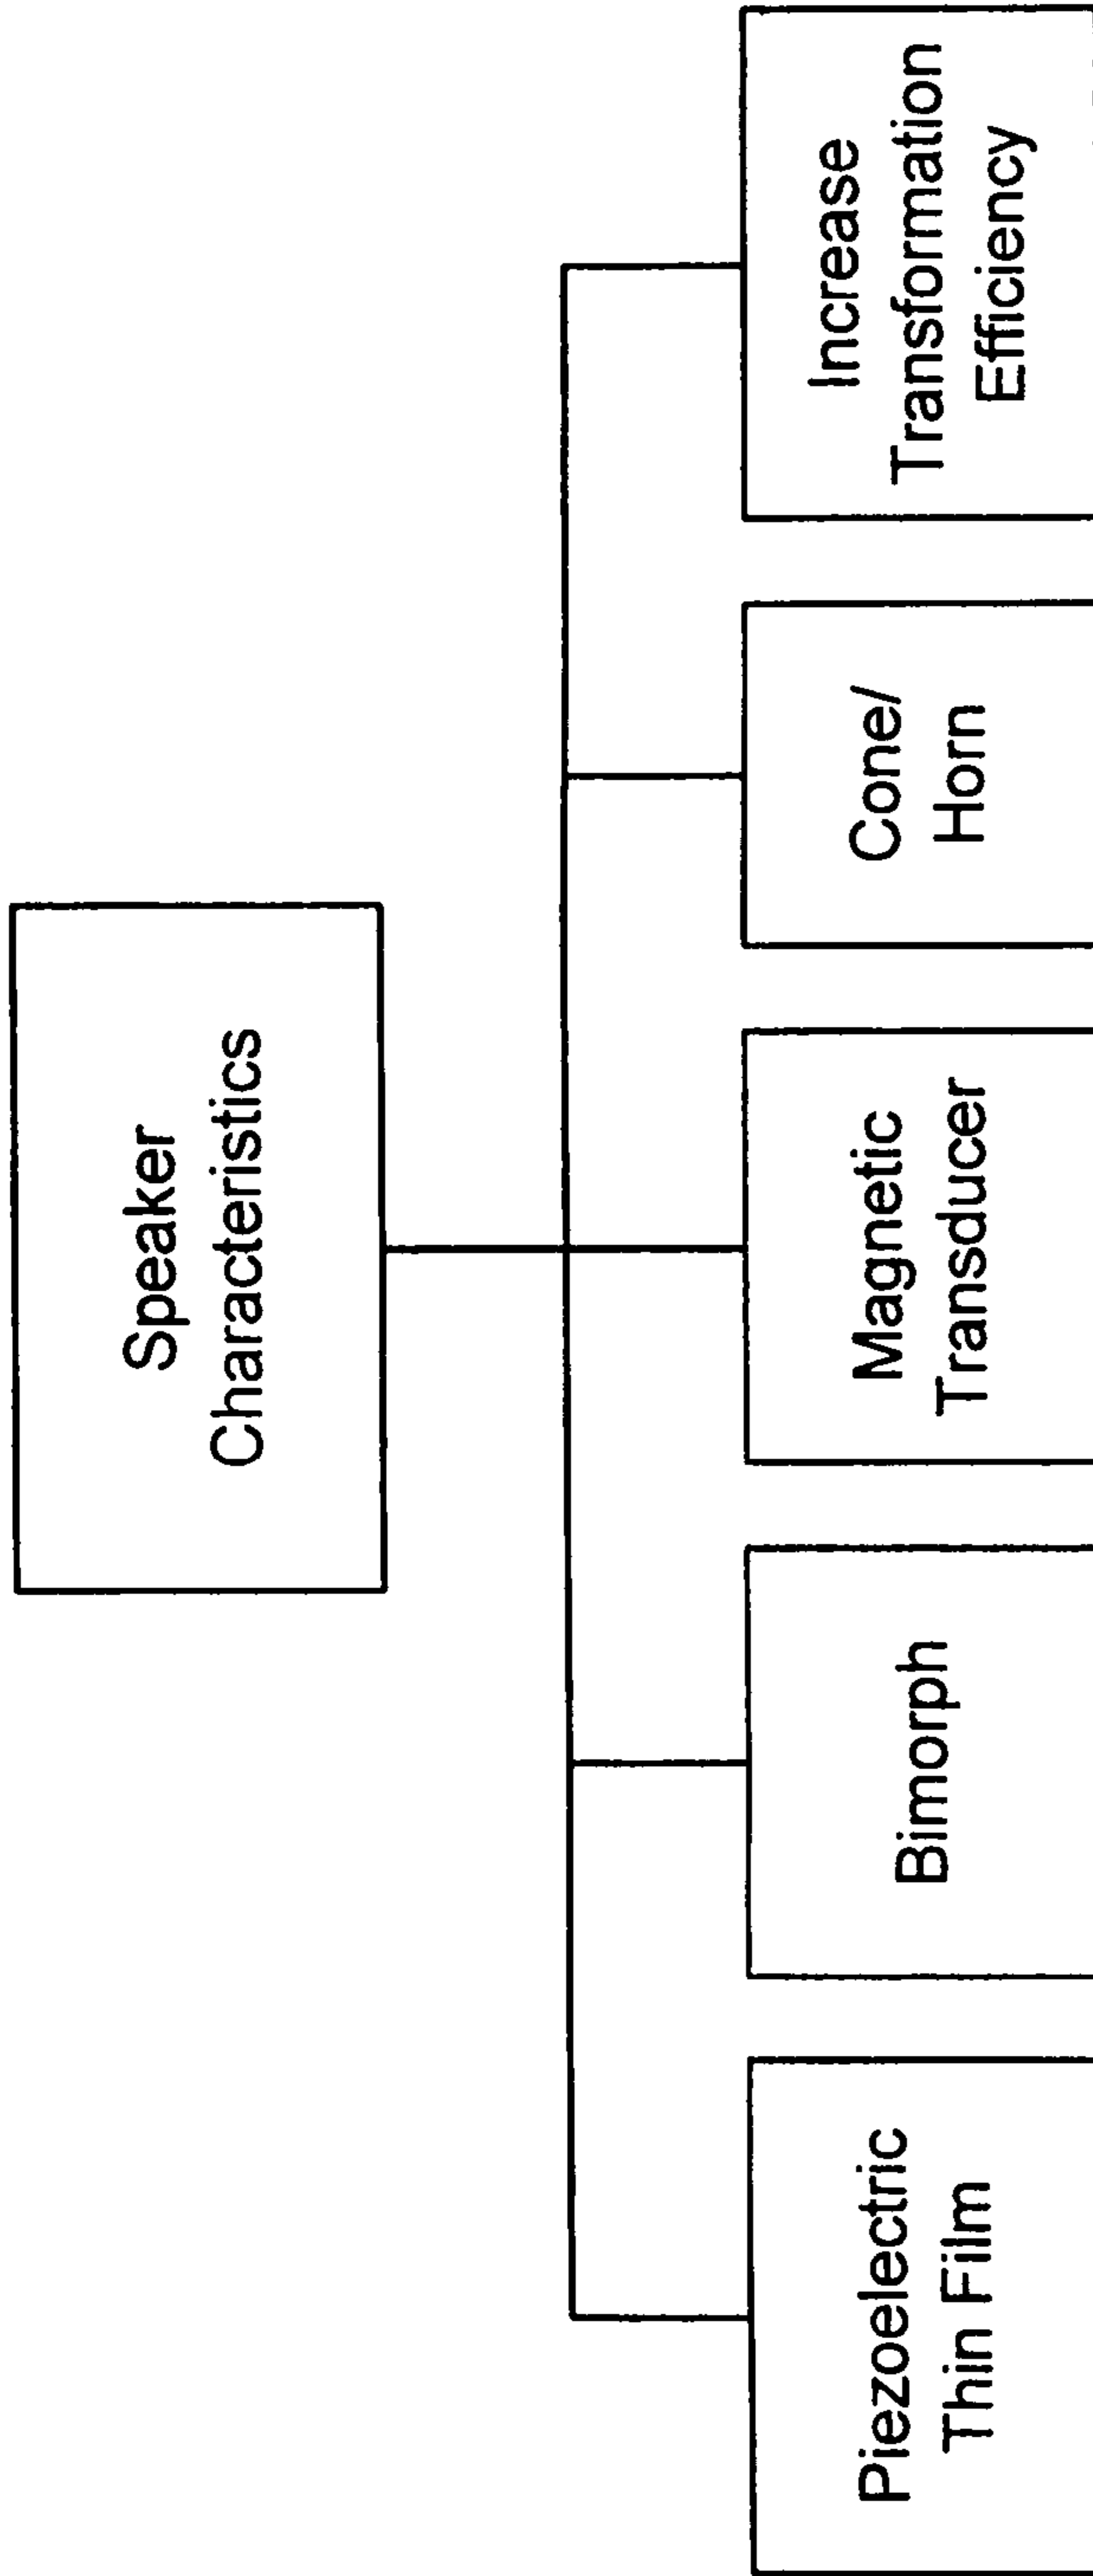 Speaker
Characteristics
Piezoelectric
Thin Film
Bimorph
Magnetic
Transducer
Cone/
Horn
Increase
Transformation
Efficiency